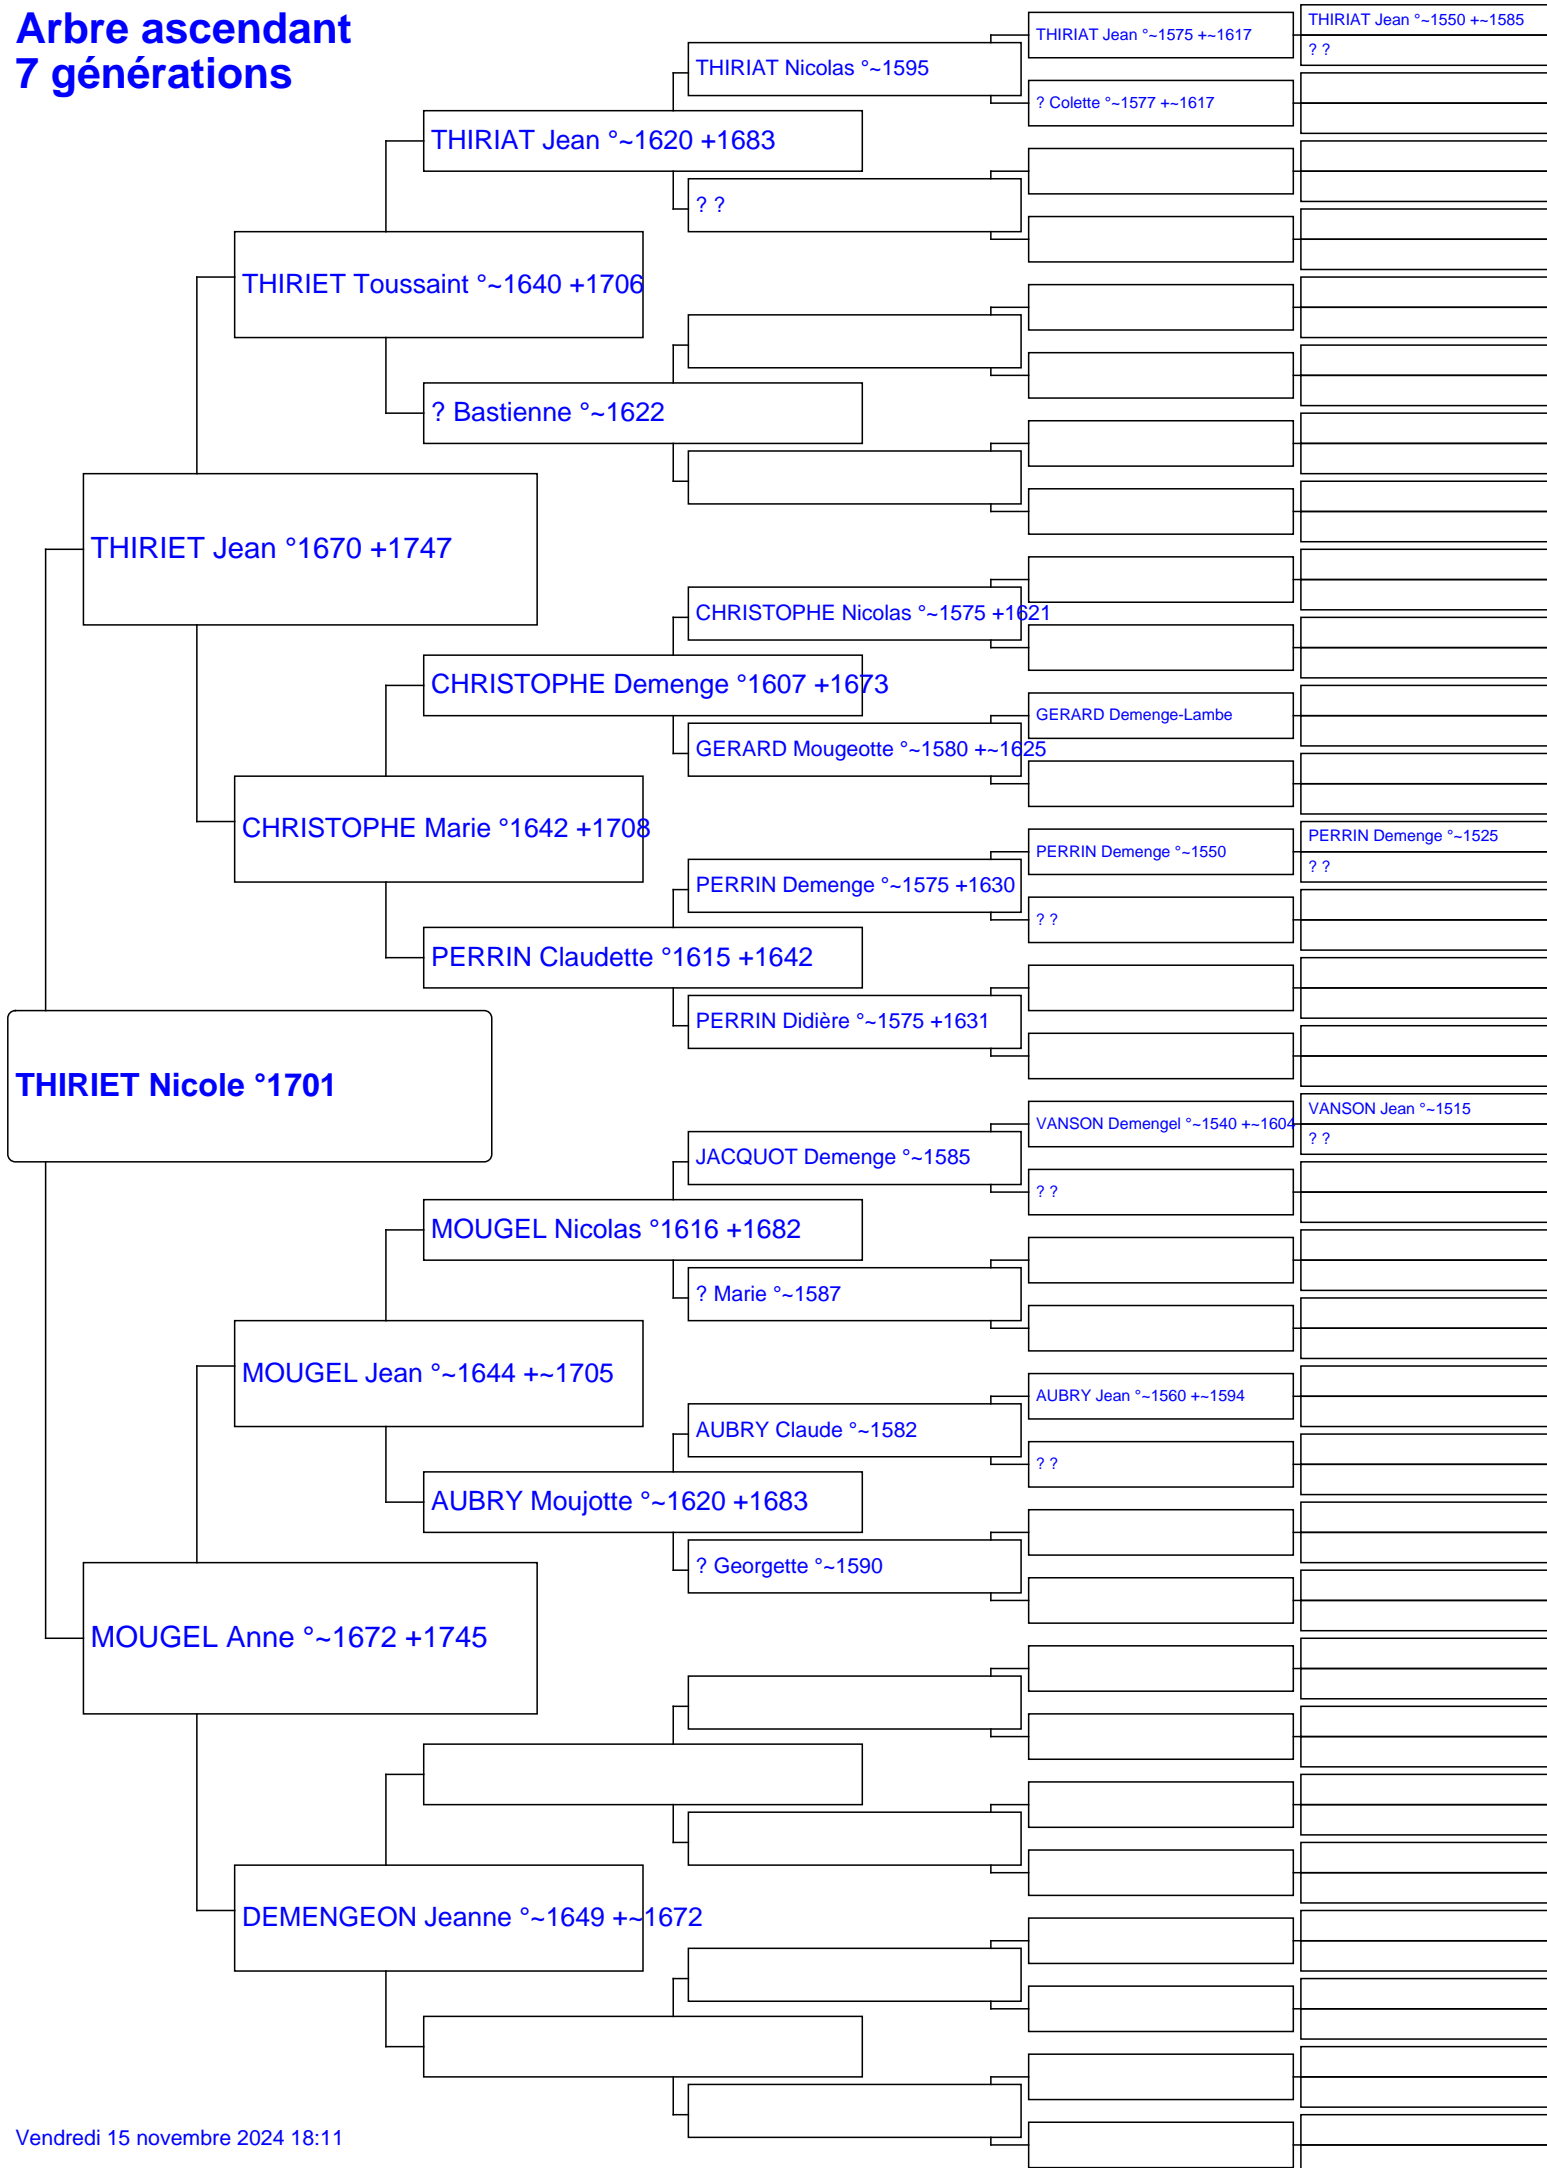 Arbre ascendant
7 générations
THIRIET Nicole °1701
THIRIET Jean °1670 +1747
MOUGEL Anne °~1672 +1745
THIRIET Toussaint °~1640 +1706
CHRISTOPHE Marie °1642 +1708
MOUGEL Jean °~1644 +~1705
DEMENGEON Jeanne °~1649 +~1672
THIRIAT Jean °~1620 +1683
? Bastienne °~1622
CHRISTOPHE Demenge °1607 +1673
PERRIN Claudette °1615 +1642
MOUGEL Nicolas °1616 +1682
AUBRY Moujotte °~1620 +1683
THIRIAT Nicolas °~1595
? ?
CHRISTOPHE Nicolas °~1575 +1621
GERARD Mougeotte °~1580 +~1625
PERRIN Demenge °~1575 +1630
PERRIN Didière °~1575 +1631
JACQUOT Demenge °~1585
? Marie °~1587
AUBRY Claude °~1582
? Georgette °~1590
THIRIAT Jean °~1575 +~1617
? Colette °~1577 +~1617
GERARD Demenge-Lambe
PERRIN Demenge °~1550
? ?
VANSON Demengel °~1540 +~1604
? ?
AUBRY Jean °~1560 +~1594
? ?
THIRIAT Jean °~1550 +~1585
? ?
PERRIN Demenge °~1525
? ?
VANSON Jean °~1515
? ?
Vendredi 15 novembre 2024 18:11